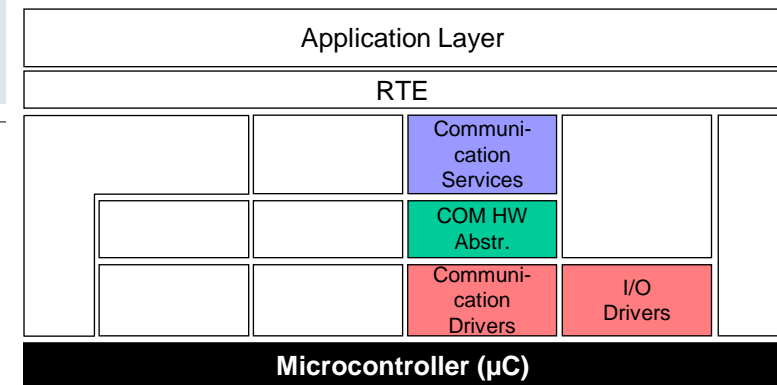 Application Layer
RTE
Communi-
cation
Services
COM HW
Abstr.
Communi-
cation
Drivers
I/O
Drivers
Microcontroller (µC)